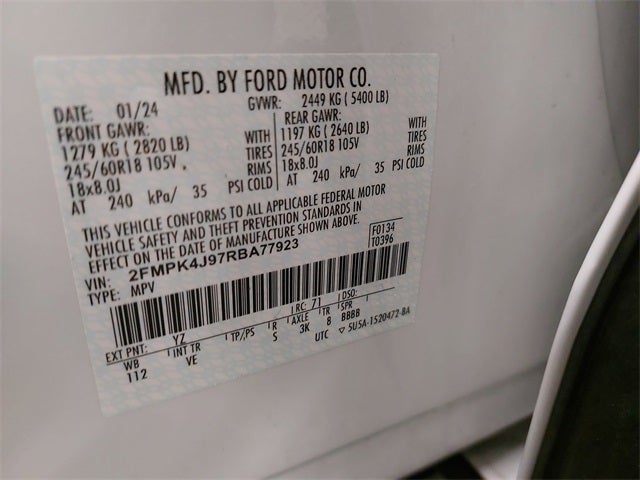 MFD. BY FORD MOTOR CO.
DATE: 01/24 GVWR: 2449 KG ( 5400 LB)
FRONT GAWR: REAR GAWR:
1279 KG ( 2820 LB) WITH 1197 KG ( 2640 LB) WITH
245/60R18 105V TIRES 245/60R18 105V TIRES
18x8.0J RIMS 18x8.0J RIMS
AT 240 kPa/ 35 PSI COLD AT 240 kPa/ 35 PSI COLD
THIS VEHICLE CONFORMS TO ALL APPLICABLE FEDERAL MOTOR
VEHICLE SAFETY AND THEFT PREVENTION STANDARDS IN
EFFECT ON THE DATE OF MANUFACTURE SHOWN ABOVE.
F0134
T0396
VIN: 2FMPK4J97RBA77923
TYPE: MPV
EXT PNT: YZ RC: 71 DSO:
WB INT TR TP/PS R AXLE TR SPR
112 VE S 3K 8 BBBB
UTC ▽ 5U5A-1520472-BA